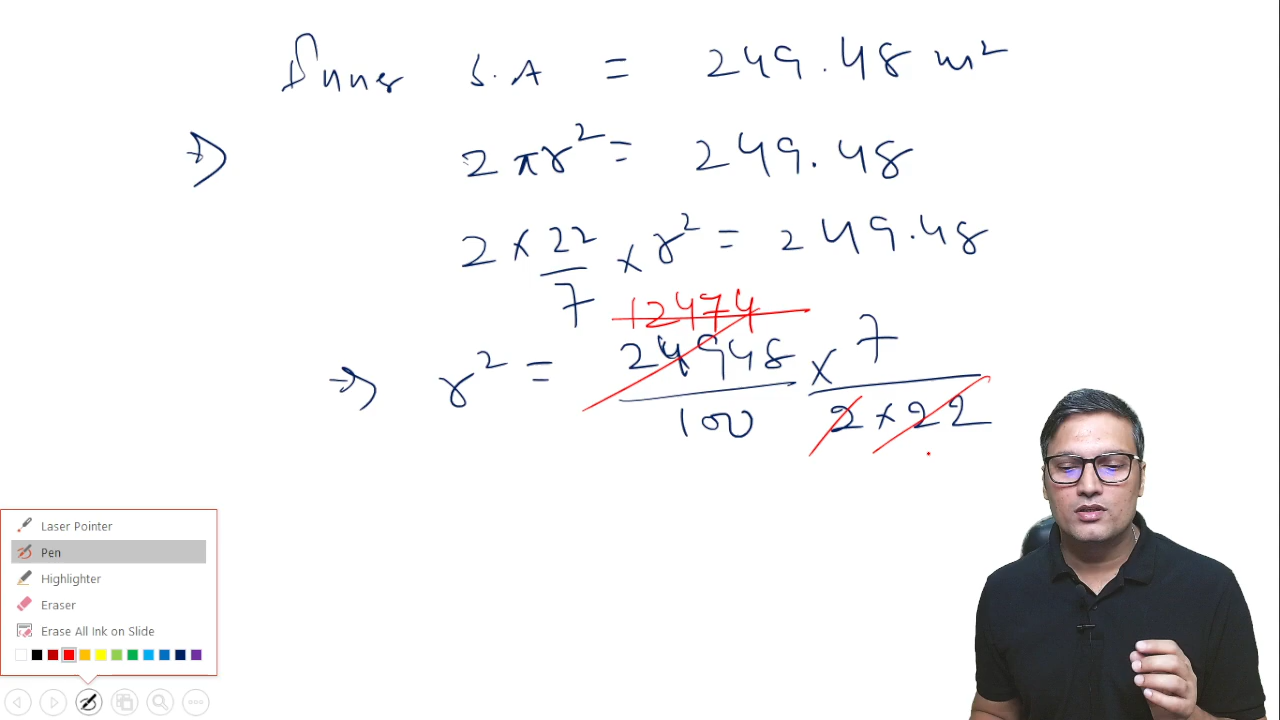 Inner S.A = 249.48 m²
⇒ 2πr² = 249.48
2 × 22/7 × r² = 249.48
12474
⇒ r² = 24948/100 × 7/(2 × 22)
Laser Pointer
Pen
Highlighter
Eraser
Erase All Ink on Slide